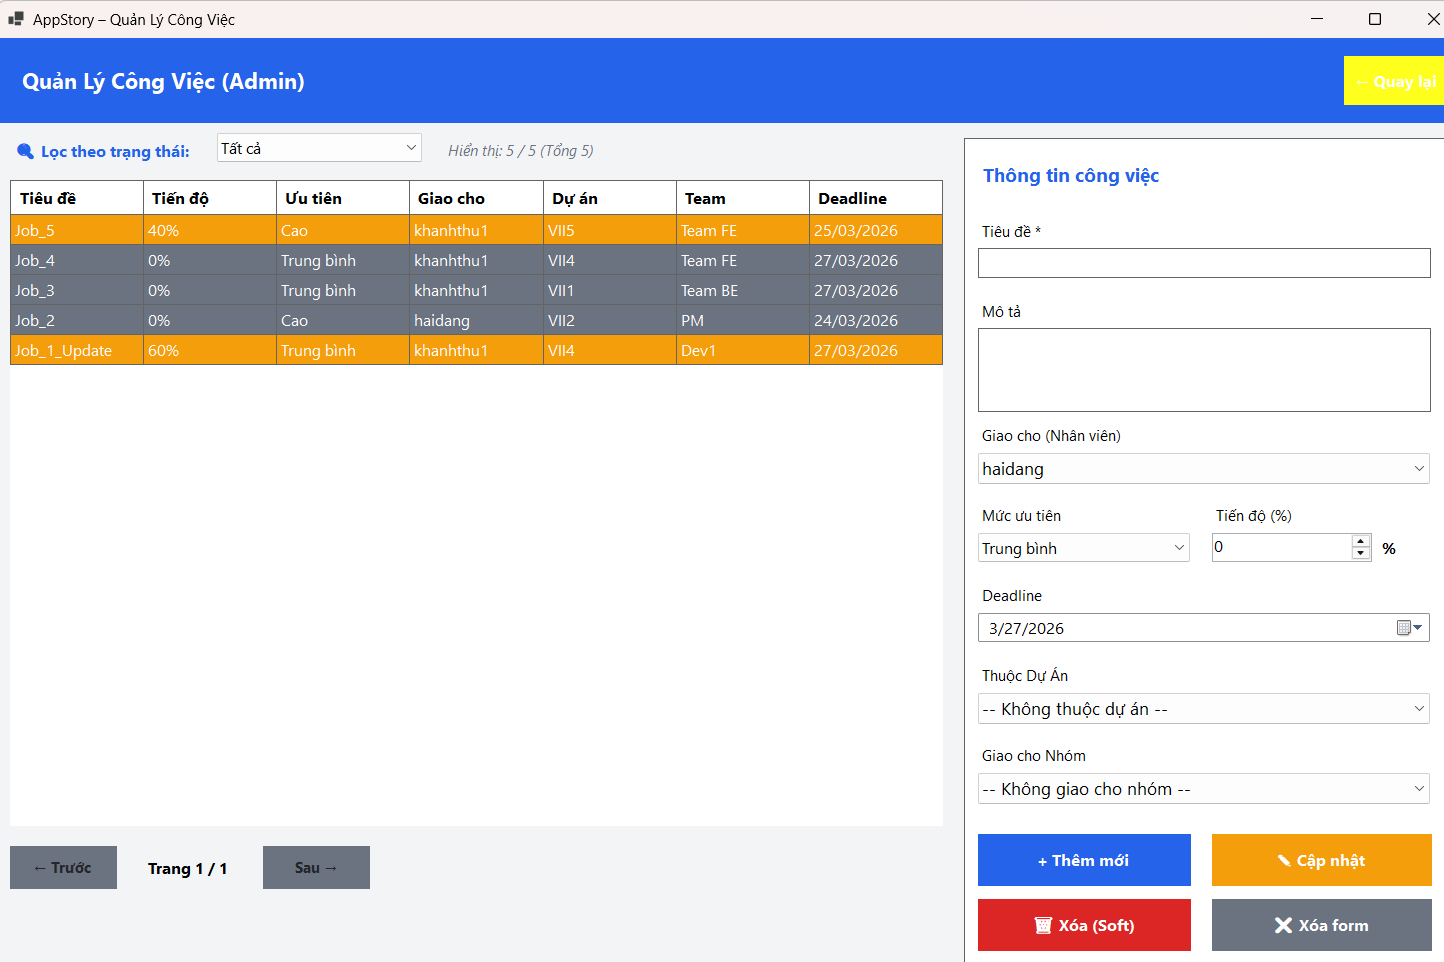 AppStory – Quản Lý Công Việc
Quản Lý Công Việc (Admin)
← Quay lại
Lọc theo trạng thái:
Tất cả
Hiển thị: 5 / 5 (Tổng 5)
Tiêu đề Tiến độ Ưu tiên Giao cho Dự án Team Deadline
Job_5 40% Cao khanhthu1 VII5 Team FE 25/03/2026
Job_4 0% Trung bình khanhthu1 VII4 Team FE 27/03/2026
Job_3 0% Trung bình khanhthu1 VII1 Team BE 27/03/2026
Job_2 0% Cao haidang VII2 PM 24/03/2026
Job_1_Update 60% Trung bình khanhthu1 VII4 Dev1 27/03/2026
← Trước
Trang 1 / 1
Sau →
Thông tin công việc
Tiêu đề *
Mô tả
Giao cho (Nhân viên)
haidang
Mức ưu tiên Tiến độ (%)
Trung bình 0 %
Deadline
3/27/2026
Thuộc Dự Án
-- Không thuộc dự án --
Giao cho Nhóm
-- Không giao cho nhóm --
+ Thêm mới
Cập nhật
Xóa (Soft)
Xóa form